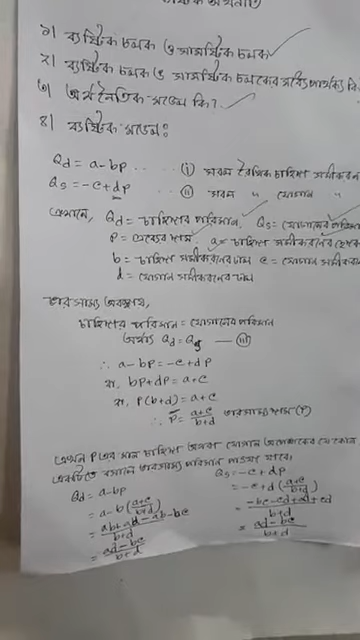 ১। ব্যষ্টিক চলক ও সামষ্টিক চলক
২। ব্যষ্টিক চলক ও সামষ্টিক চলকের মধ্যে পার্থক্য কি
৩। অর্থনৈতিক মডেল কি?
৪। ব্যষ্টিক মডেল:
Qd = a-bp .... (i) সরল রৈখিক চাহিদা সমীকরণ
Qs = -c+dp .... (ii) সরল " যোগান "
এখানে, Qd = চাহিদার পরিমান, Qs = যোগানের পরিমান
P = দ্রব্যের দাম, a = চাহিদা সমীকরণের
b = চাহিদা সমীকরণের ঢাল c = যোগান সমীকরণের
d = যোগান সমীকরণের ঢাল
ভারসাম্য অবস্থায়,
চাহিদার পরিমান = যোগানের পরিমান
অর্থাৎ Qd = Qs — (iii)
∴ a-bp = -c+dp
বা, bp+dp = a+c
বা, P(b+d) = a+c
∴ P = a+c/b+d ভারসাম্য দাম (P)
এখন P এর মান চাহিদা অথবা যোগান অপেক্ষকের যে কোন
একটিতে বসালে ভারসাম্য পরিমান পাওয়া যাবে।
Qd = a-bp
= a-b(a+c/b+d)
= ab+ad-ab-bc/b+d
= ad-bc/b+d
Qs = -c+dp
= -c+d(a+c/b+d)
= -bc-cd+ad+cd/b+d
= ad-bc/b+d